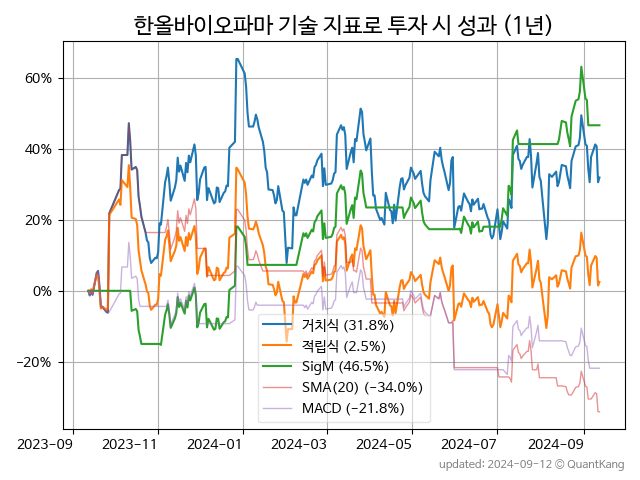 한올바이오파마 기술 지표로 투자 시 성과 (1년)
60%
40%
20%
0%
−20%
거치식 (31.8%)
적립식 (2.5%)
SigM (46.5%)
SMA(20) (−34.0%)
MACD (−21.8%)
2023-09 2023-11 2024-01 2024-03 2024-05 2024-07 2024-09
updated: 2024-09-12 © QuantKang